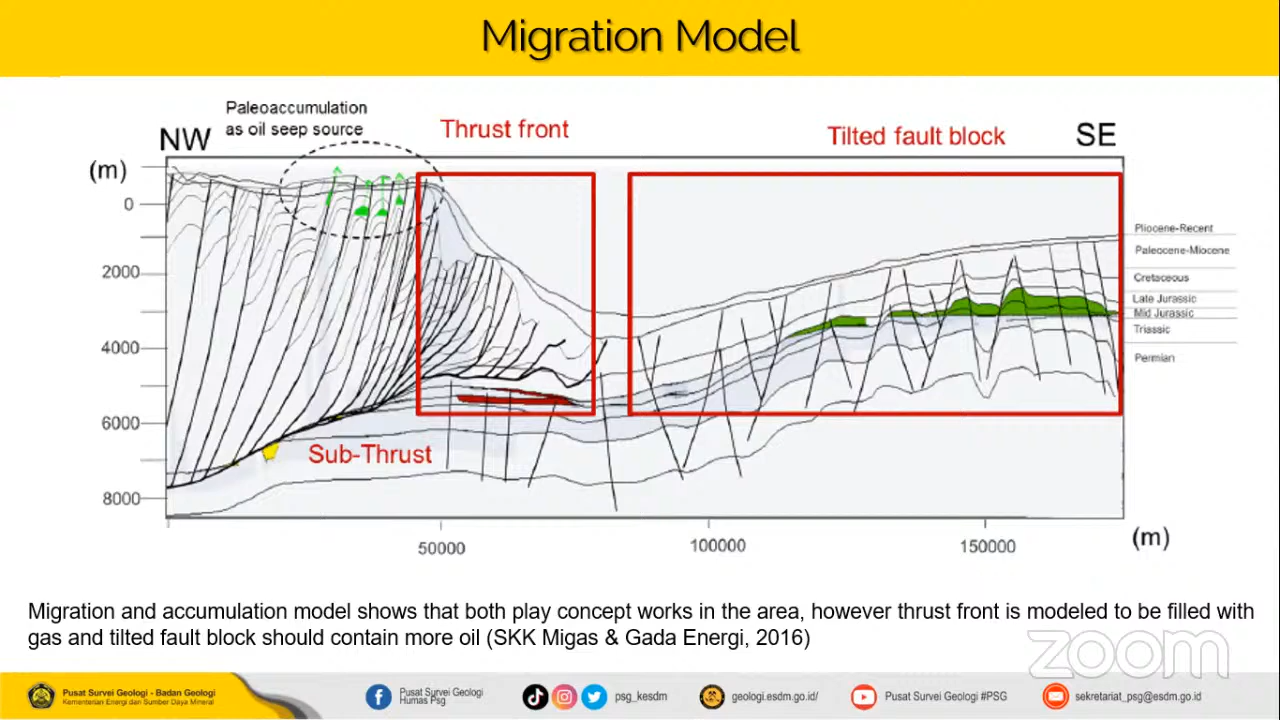 Migration Model
Paleoaccumulation
as oil seep source
NW
Thrust front
Tilted fault block
SE
(m)
0
2000
4000
6000
8000
Pliocene-Recent
Paleocene-Miocene
Cretaceous
Late Jurassic
Mid Jurassic
Triassic
Permian
Sub-Thrust
50000
100000
150000
(m)
Migration and accumulation model shows that both play concept works in the area, however thrust front is modeled to be filled with
gas and tilted fault block should contain more oil (SKK Migas & Gada Energi, 2016)
zoom
Pusat Survei Geologi - Badan Geologi
Kementerian Energi dan Sumber Daya Mineral
Pusat Survei Geologi
Humas Psg
psg_kesdm
geologi.esdm.go.id/
Pusat Survei Geologi #PSG
sekretariat_psg@esdm.go.id